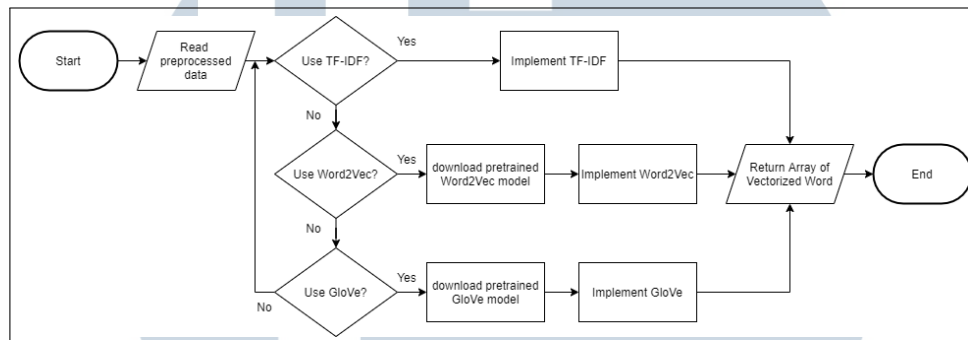 Start
Read
preprocessed
data
Use TF-IDF?
Yes
Implement TF-IDF
No
Use Word2Vec?
Yes
download pretrained
Word2Vec model
Implement Word2Vec
Return Array of
Vectorized Word
End
No
Use GloVe?
Yes
download pretrained
GloVe model
Implement GloVe
No